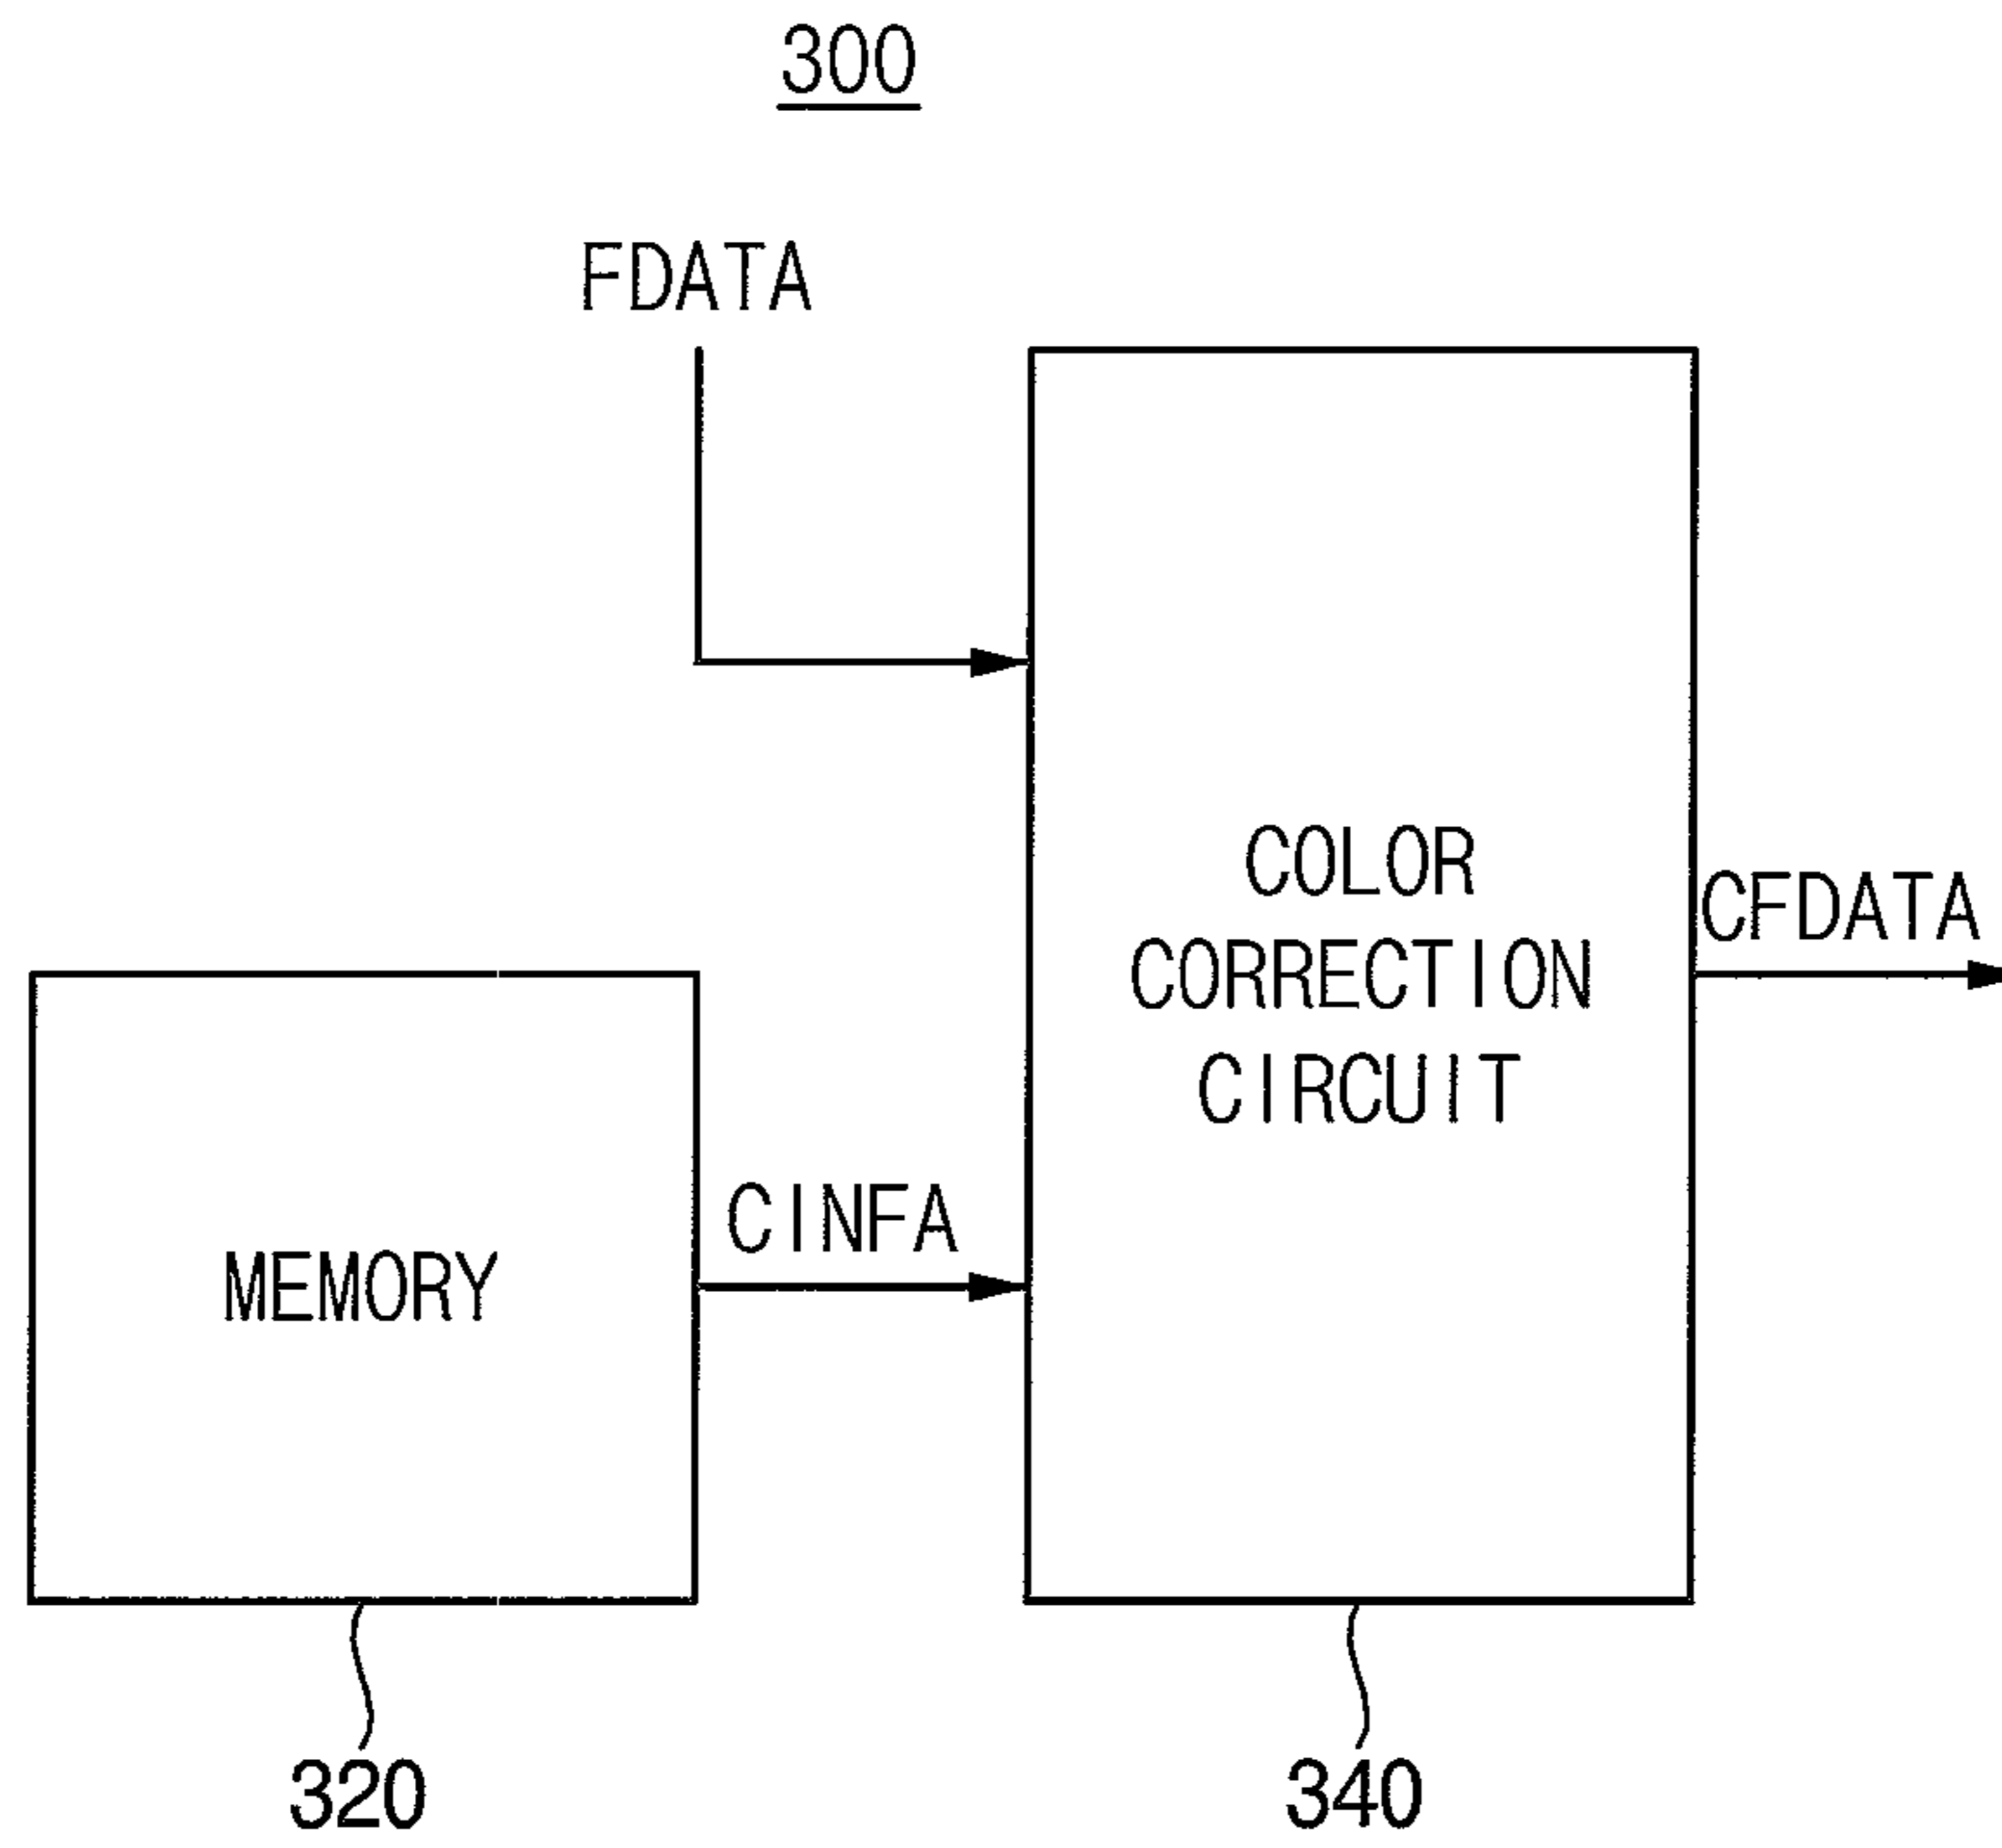 300
FDATA
COLOR
CORRECTION
CIRCUIT
CFDATA
MEMORY
CINFA
320
340